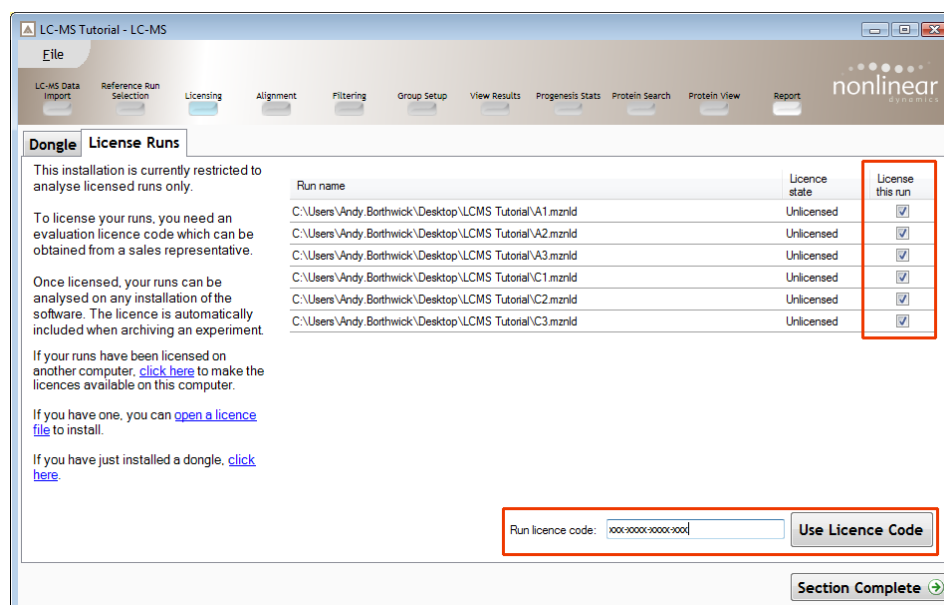 LC-MS Tutorial - LC-MS
File
LC-MS Data Import
Reference Run Selection
Licensing
Alignment
Filtering
Group Setup
View Results
Progenesis Stats
Protein Search
Protein View
Report
nonlinear
dynamics
Dongle
License Runs
This installation is currently restricted to
analyse licensed runs only.
To license your runs, you need an
evaluation licence code which can be
obtained from a sales representative.
Once licensed, your runs can be
analysed on any installation of the
software. The licence is automatically
included when archiving an experiment.
If your runs have been licensed on
another computer, click here to make the
licences available on this computer.
If you have one, you can open a licence
file to install.
If you have just installed a dongle, click
here.
Run name
Licence state
License this run
C:\Users\Andy.Borthwick\Desktop\LCMS Tutorial\A1.mznld Unlicensed
C:\Users\Andy.Borthwick\Desktop\LCMS Tutorial\A2.mznld Unlicensed
C:\Users\Andy.Borthwick\Desktop\LCMS Tutorial\A3.mznld Unlicensed
C:\Users\Andy.Borthwick\Desktop\LCMS Tutorial\C1.mznld Unlicensed
C:\Users\Andy.Borthwick\Desktop\LCMS Tutorial\C2.mznld Unlicensed
C:\Users\Andy.Borthwick\Desktop\LCMS Tutorial\C3.mznld Unlicensed
Run licence code: xxx-xxxx-xxxx-xxx
Use Licence Code
Section Complete